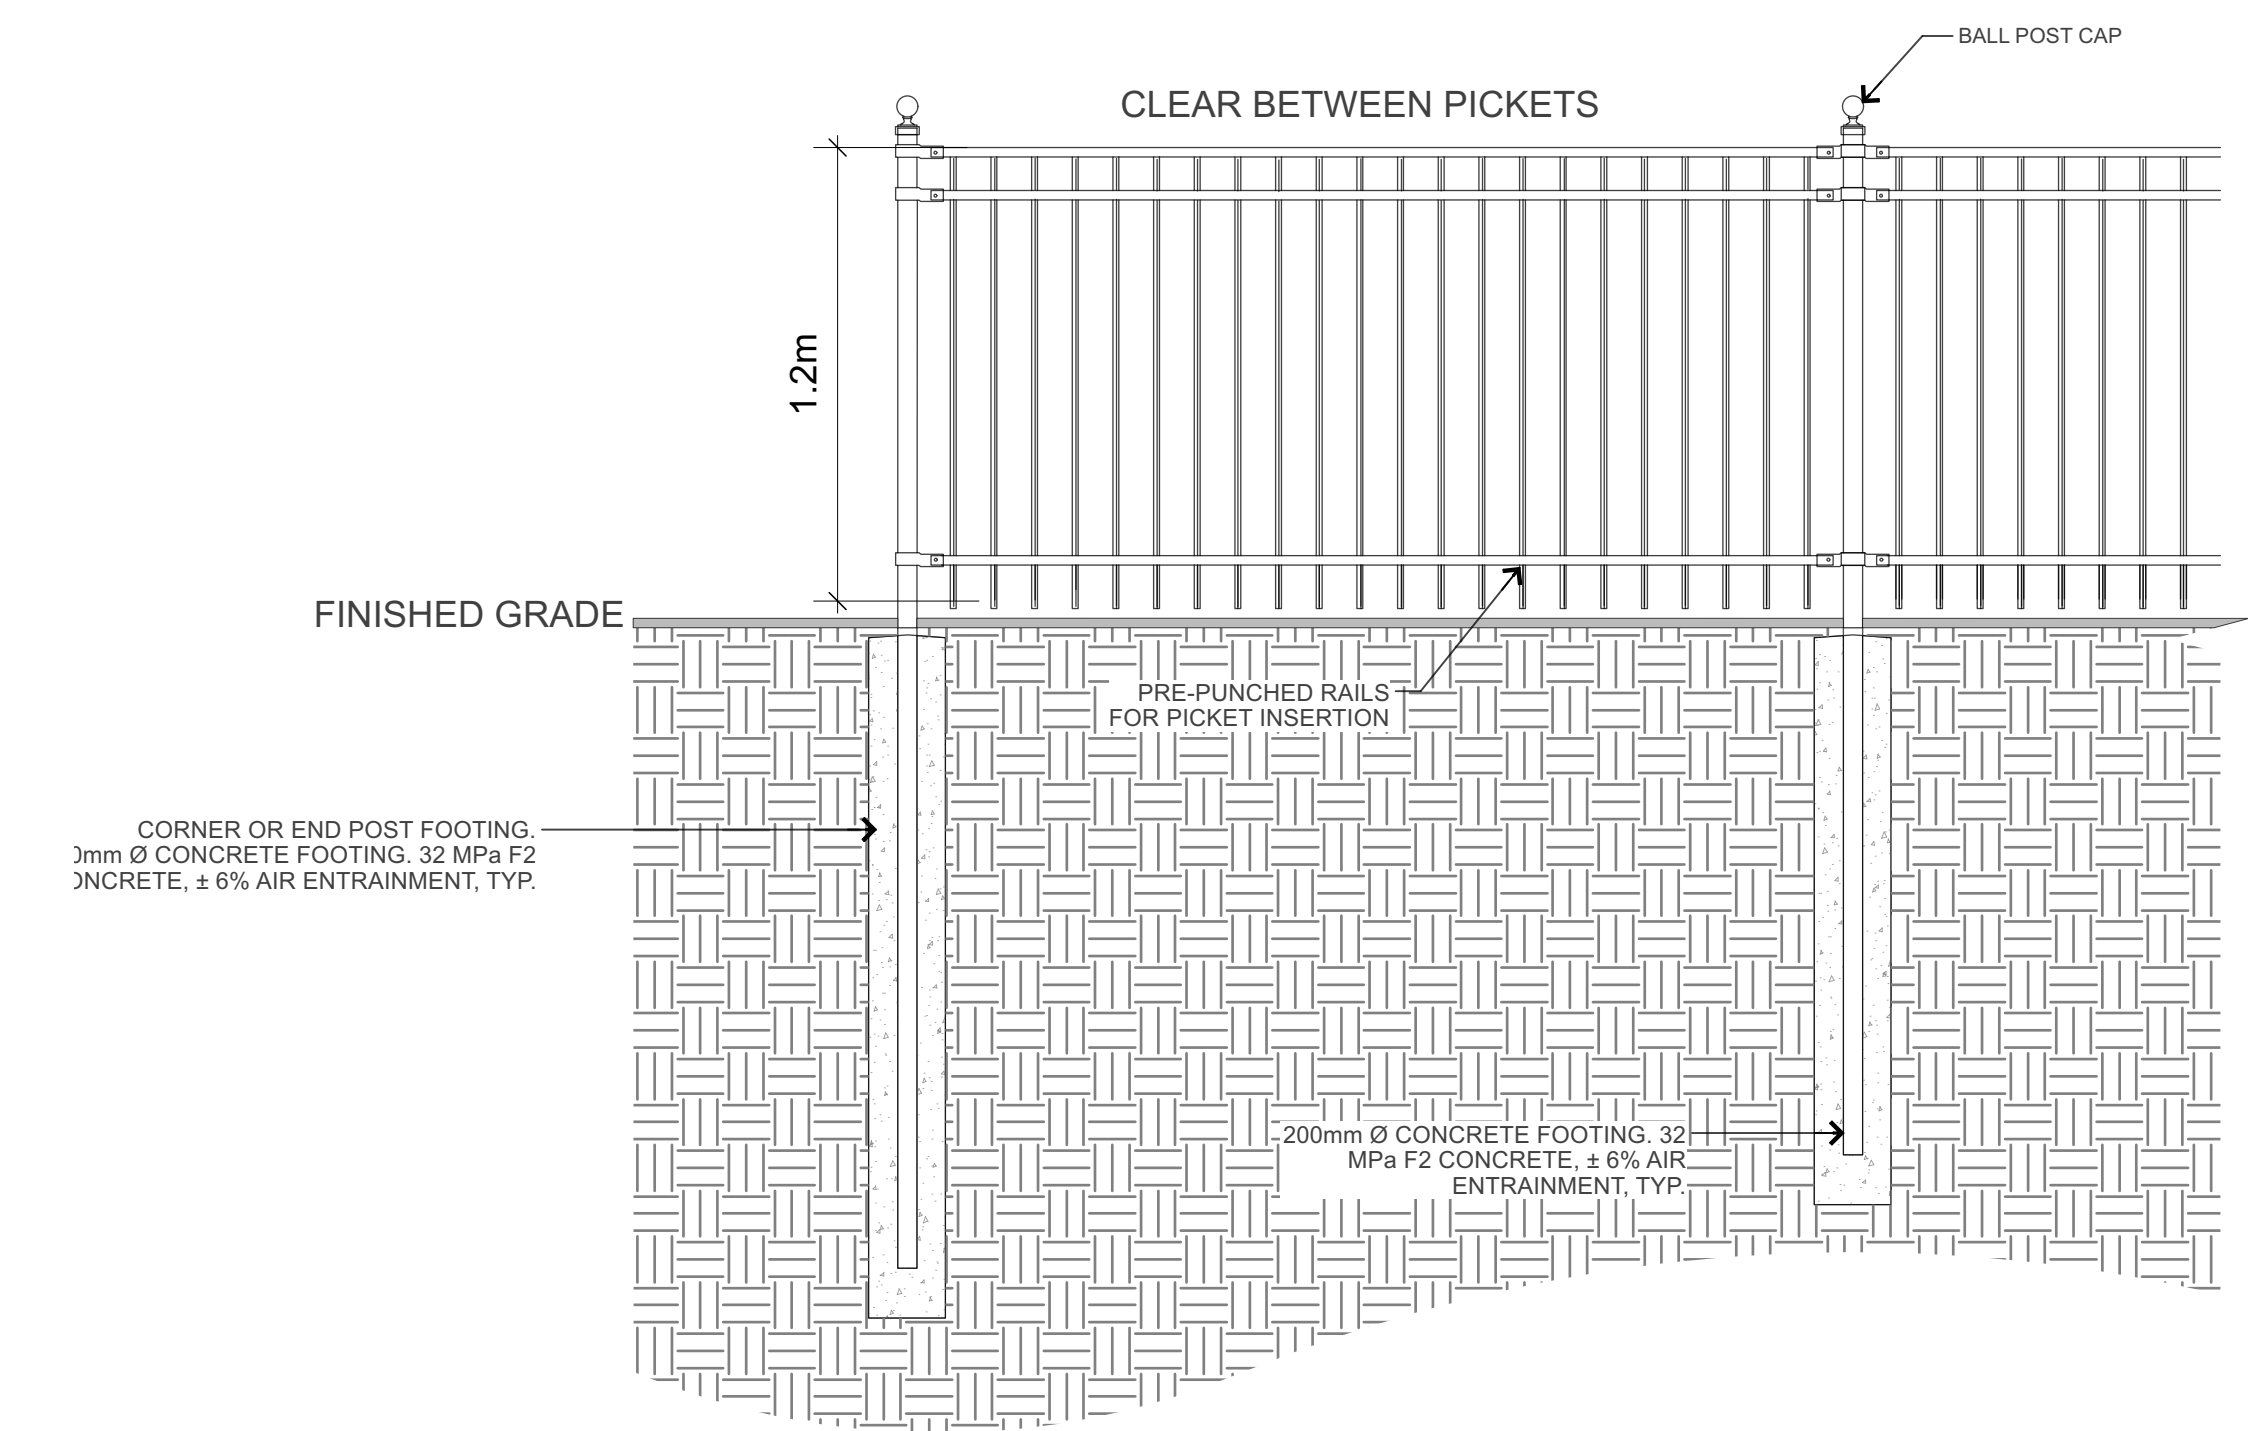 BALL POST CAP
CLEAR BETWEEN PICKETS
1.2m
FINISHED GRADE
PRE-PUNCHED RAILS
FOR PICKET INSERTION
CORNER OR END POST FOOTING.
Ø CONCRETE FOOTING. 32 MPa F2
± 6% AIR ENTRAINMENT, TYP.
200mm Ø CONCRETE FOOTING. 32
MPa F2 CONCRETE, ± 6% AIR
ENTRAINMENT, TYP.